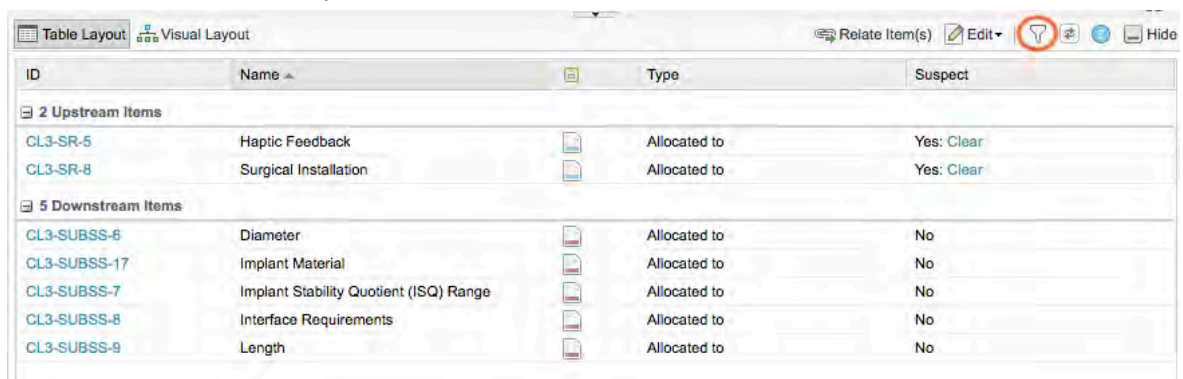 Table Layout Visual Layout Relate Item(s) Edit Hide
ID Name Type Suspect
2 Upstream Items
CL3-SR-5 Haptic Feedback Allocated to Yes: Clear
CL3-SR-8 Surgical Installation Allocated to Yes: Clear
5 Downstream Items
CL3-SUBSS-6 Diameter Allocated to No
CL3-SUBSS-17 Implant Material Allocated to No
CL3-SUBSS-7 Implant Stability Quotient (ISQ) Range Allocated to No
CL3-SUBSS-8 Interface Requirements Allocated to No
CL3-SUBSS-9 Length Allocated to No